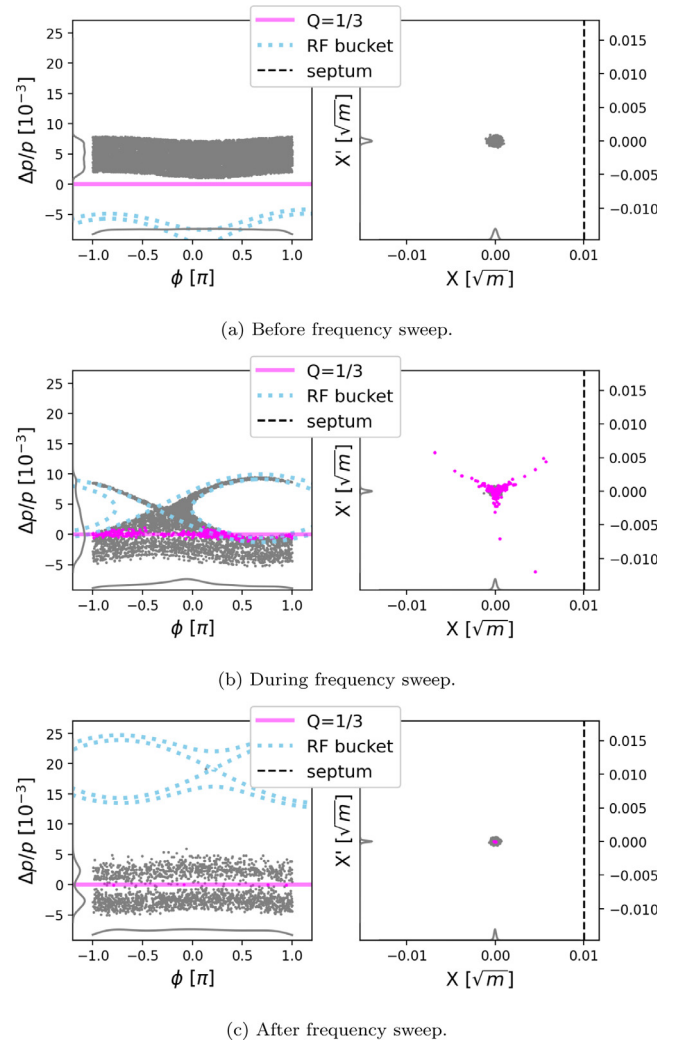 Q=1/3
RF bucket
septum
25
20
15
10
5
0
−5
Δp/p [10⁻³]
−1.0 −0.5 0.0 0.5 1.0
ϕ [π]
0.015
0.010
0.005
0.000
−0.005
−0.010
X' [√m]
−0.01 0.00 0.01
X [√m]
(a) Before frequency sweep.
Q=1/3
RF bucket
septum
25
20
15
10
5
0
−5
Δp/p [10⁻³]
−1.0 −0.5 0.0 0.5 1.0
ϕ [π]
0.015
0.010
0.005
0.000
−0.005
−0.010
X' [√m]
−0.01 0.00 0.01
X [√m]
(b) During frequency sweep.
Q=1/3
RF bucket
septum
25
20
15
10
5
0
−5
Δp/p [10⁻³]
−1.0 −0.5 0.0 0.5 1.0
ϕ [π]
0.015
0.010
0.005
0.000
−0.005
−0.010
X' [√m]
−0.01 0.00 0.01
X [√m]
(c) After frequency sweep.